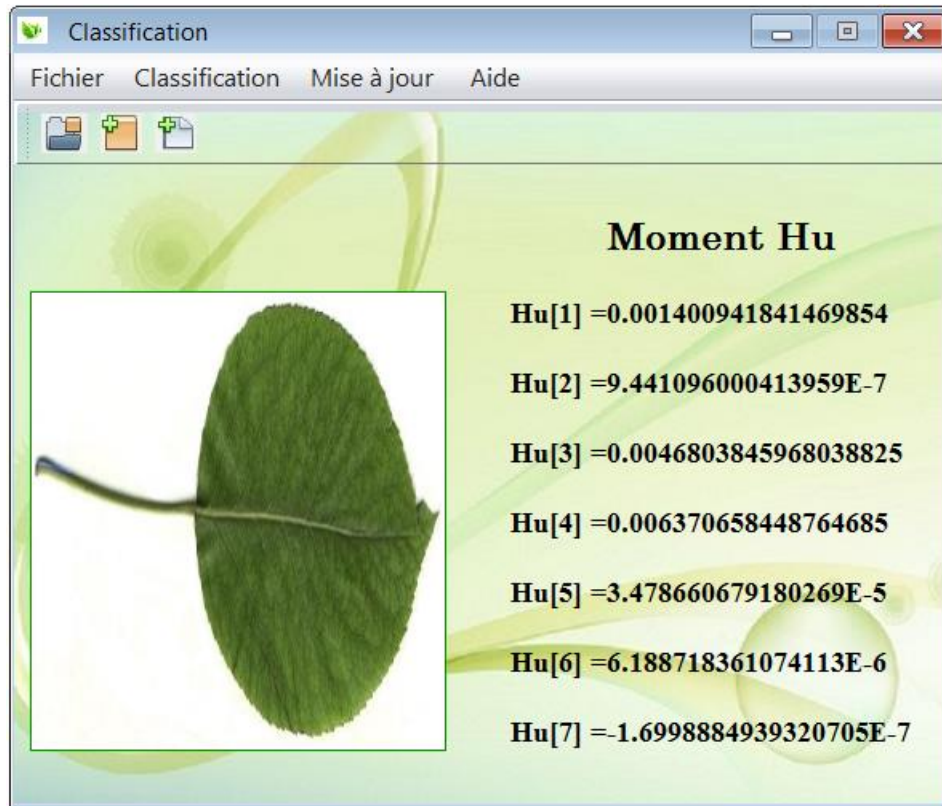 Classification
Fichier Classification Mise à jour Aide
Moment Hu
Hu[1] =0.001400941841469854
Hu[2] =9.441096000413959E-7
Hu[3] =0.0046803845968038825
Hu[4] =0.006370658448764685
Hu[5] =3.478660679180269E-5
Hu[6] =6.188718361074113E-6
Hu[7] =-1.6998884939320705E-7